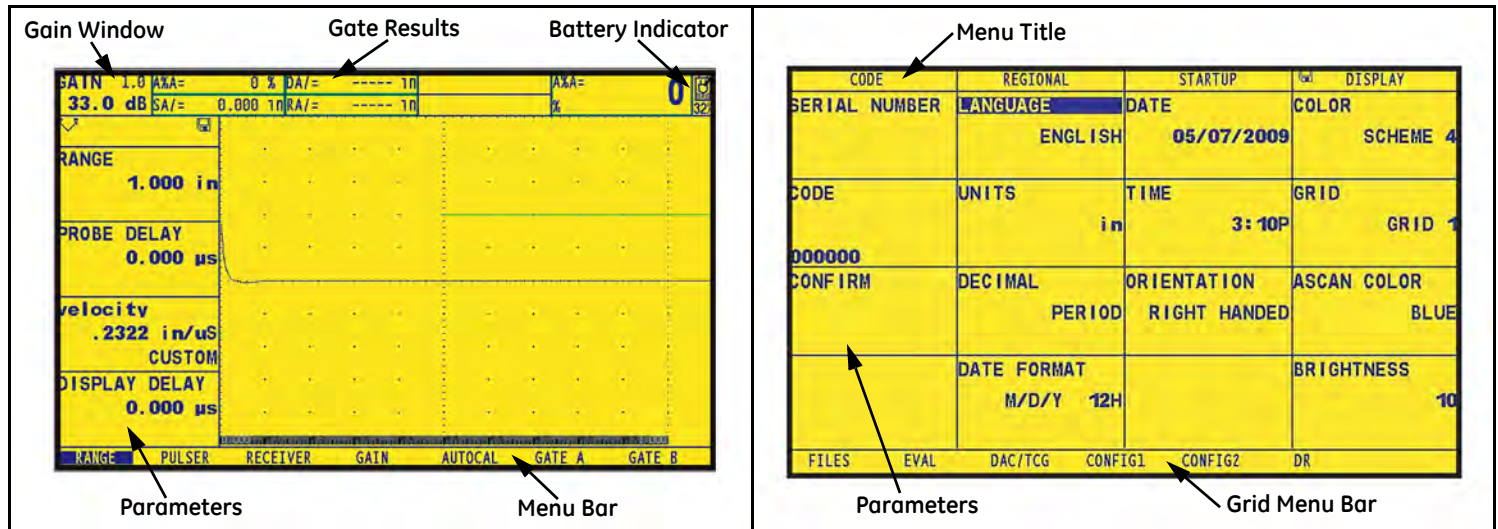 Gain Window
Gate Results
Battery Indicator
GAIN 1.0
A%A= 0 %
DA/= ----- in
A%A=
0
33.0 dB
SA/= 0.000 in
RA/= ----- in
%
RANGE
1.000 in
PROBE DELAY
0.000 µs
velocity
.2322 in/uS
CUSTOM
DISPLAY DELAY
0.000 µs
RANGE PULSER RECEIVER GAIN AUTOCAL GATE A GATE B
Parameters
Menu Bar
Menu Title
CODE REGIONAL STARTUP DISPLAY
SERIAL NUMBER
LANGUAGE
ENGLISH
DATE
05/07/2009
COLOR
SCHEME 4
CODE
000000
UNITS
in
TIME
3:10P
GRID
GRID 1
CONFIRM
DECIMAL
PERIOD
ORIENTATION
RIGHT HANDED
ASCAN COLOR
BLUE
DATE FORMAT
M/D/Y 12H
BRIGHTNESS
10
FILES EVAL DAC/TCG CONFIG1 CONFIG2 DR
Parameters
Grid Menu Bar